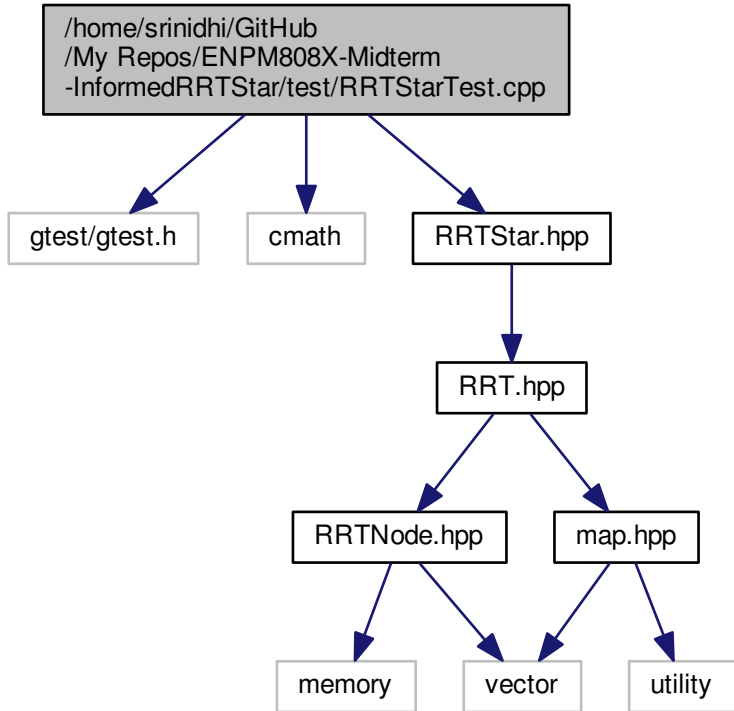 /home/srinidhi/GitHub
/My Repos/ENPM808X-Midterm
-InformedRRTStar/test/RRTStarTest.cpp
gtest/gtest.h
cmath
RRTStar.hpp
RRT.hpp
RRTNode.hpp
map.hpp
memory
vector
utility